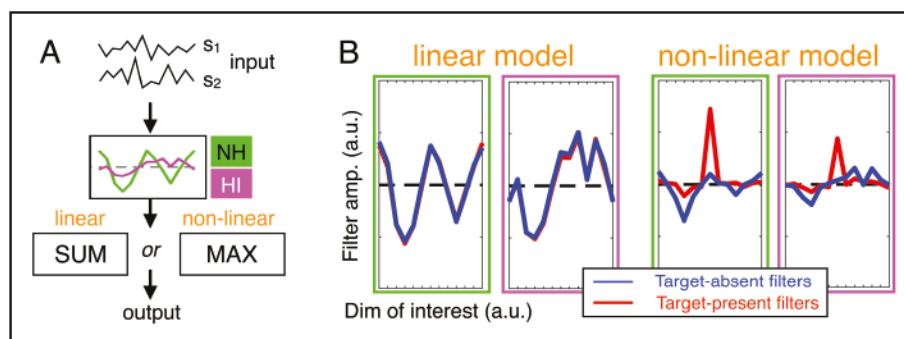 A
S1
S2
input
NH
HI
linear
non-linear
SUM
or
MAX
output
B
linear model
non-linear model
Filter amp. (a.u.)
Dim of interest (a.u.)
Target-absent filters
Target-present filters